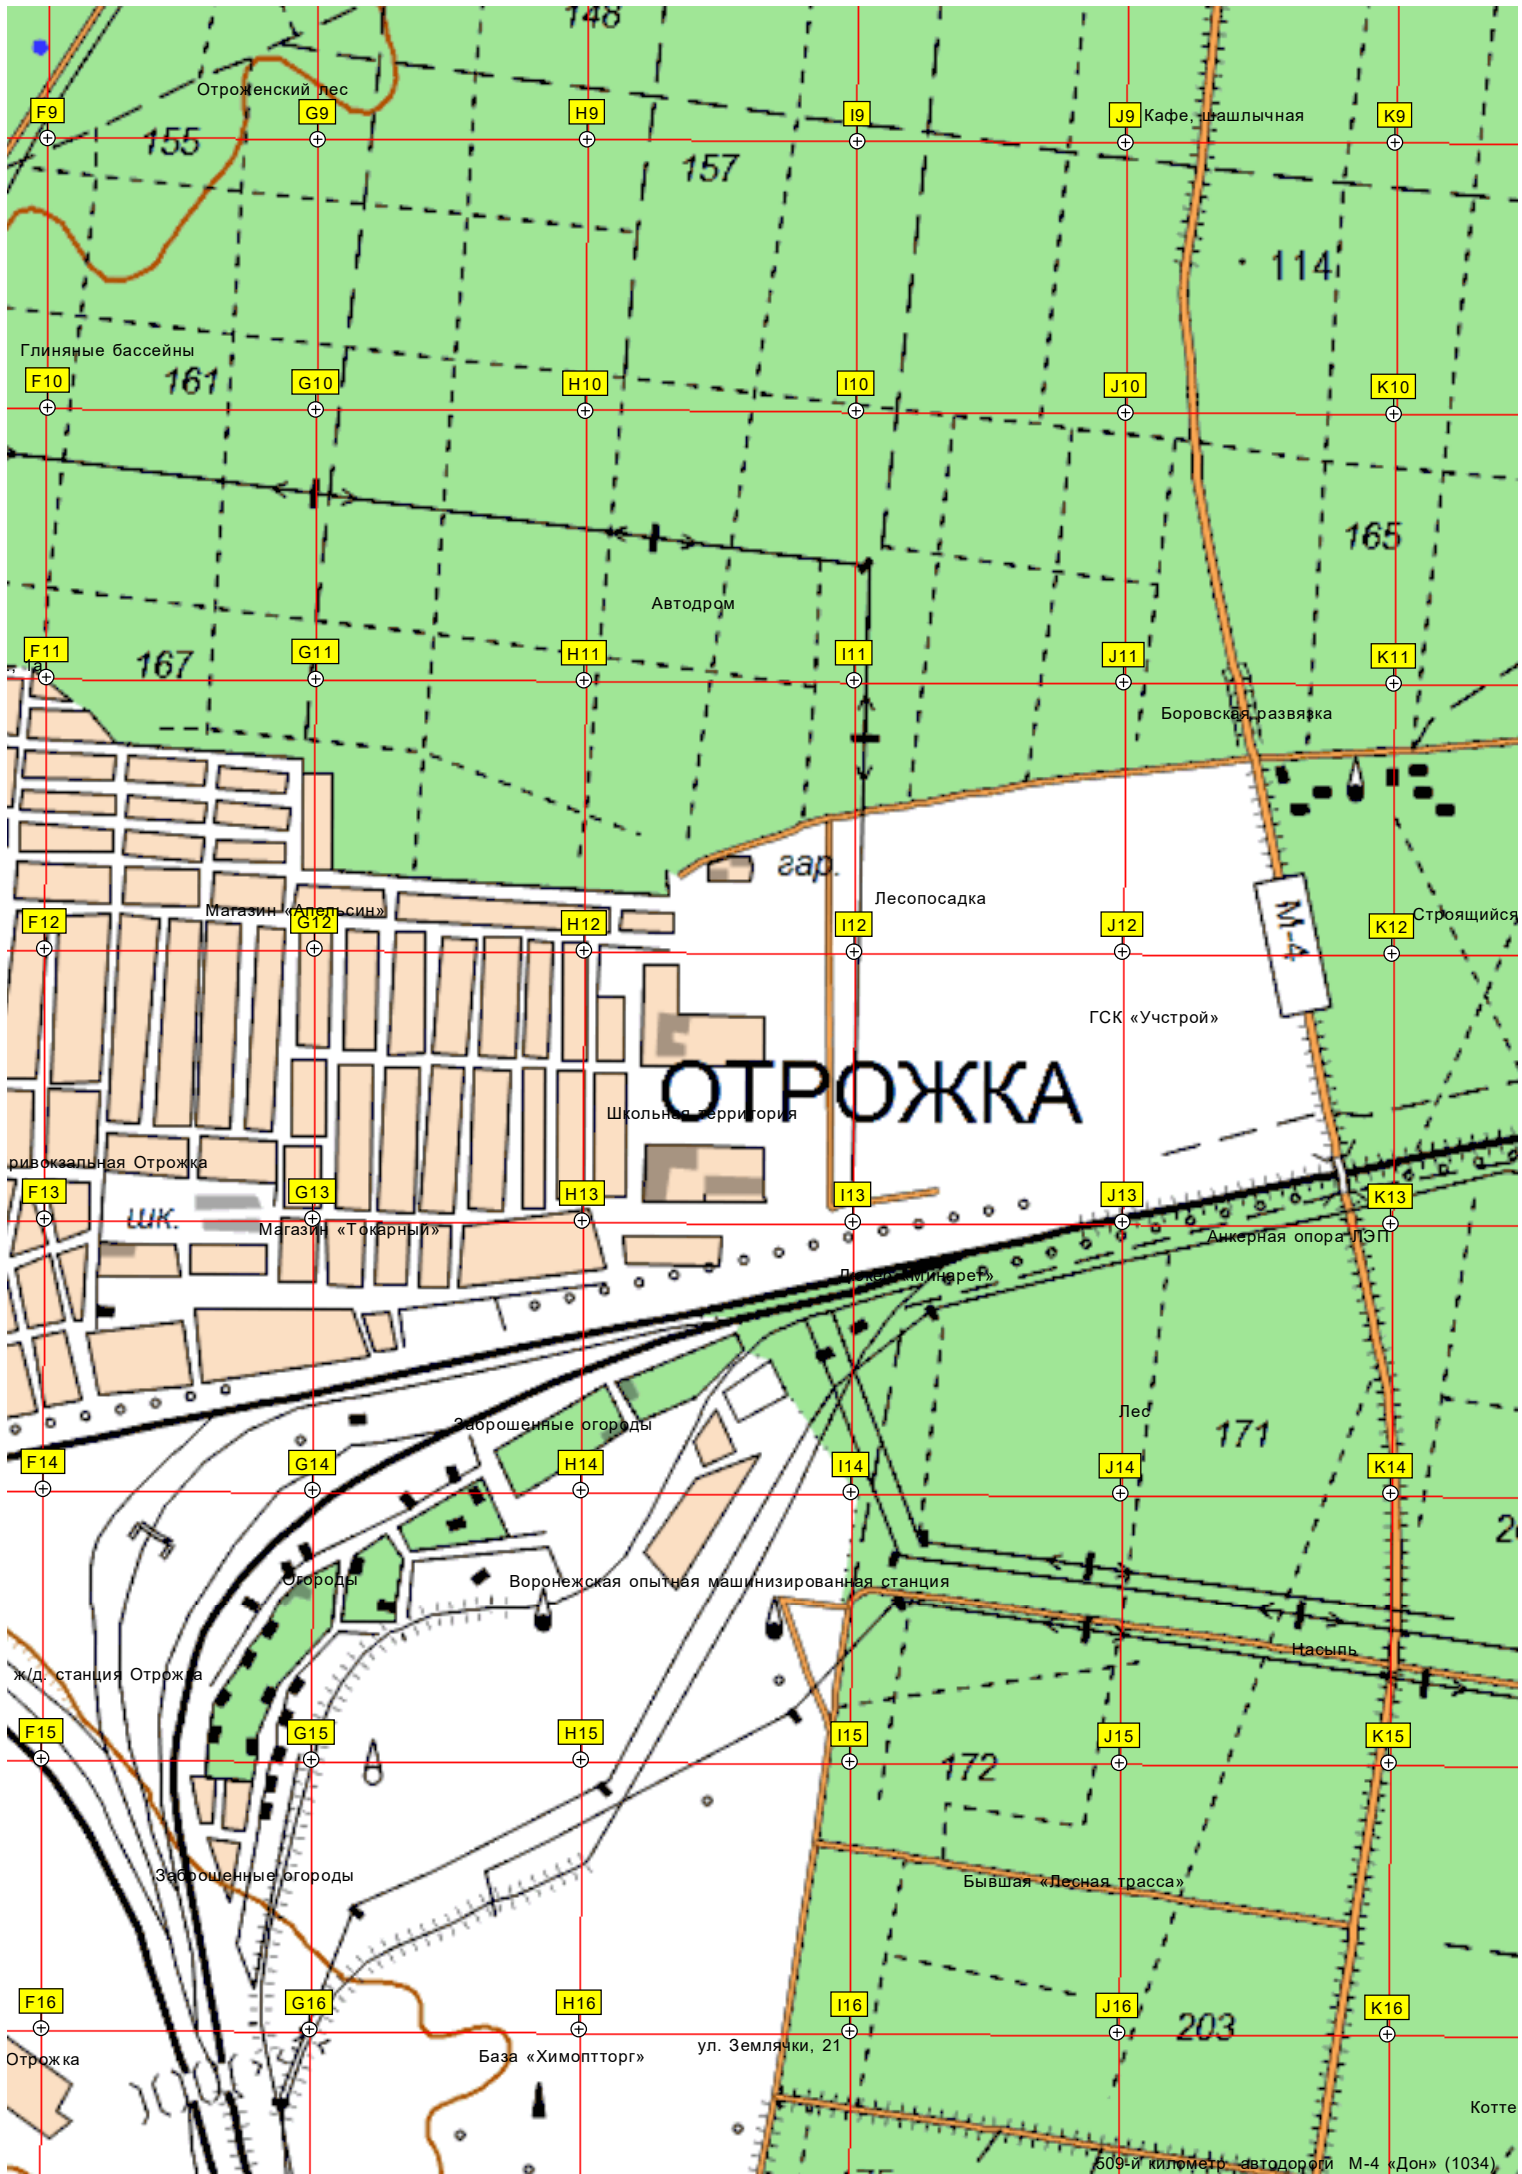 148
Отроженский лес
F9
G9
H9
I9
J9
Кафе, шашлычная
K9
155
157
114
Глиняные бассейны
F10
161
G10
H10
I10
J10
K10
165
Автодром
F11
1а
167
G11
H11
I11
J11
K11
Боровская развязка
гар.
Лесопосадка
Магазин «Апельсин»
F12
G12
H12
I12
J12
М-4
K12
Строящийся
ГСК «Учстрой»
ОТРОЖКА
Школьная территория
ривокзальная Отрожка
F13
шк.
G13
Магазин «Токарный»
H13
I13
J13
K13
Анкерная опора ЛЭП
«Минарет»
Лес
171
Заброшенные огороды
F14
G14
H14
I14
J14
K14
Огороды
Воронежская опытная машинизированная станция
Насыпь
ж/д. станция Отрожка
F15
G15
H15
I15
J15
K15
172
Заброшенные огороды
Бывшая «Лесная трасса»
F16
G16
H16
I16
J16
K16
203
Отрожка
База «Химоптторг»
ул. Землячки, 21
Котте
509-й километр автодороги М-4 «Дон» (1034)